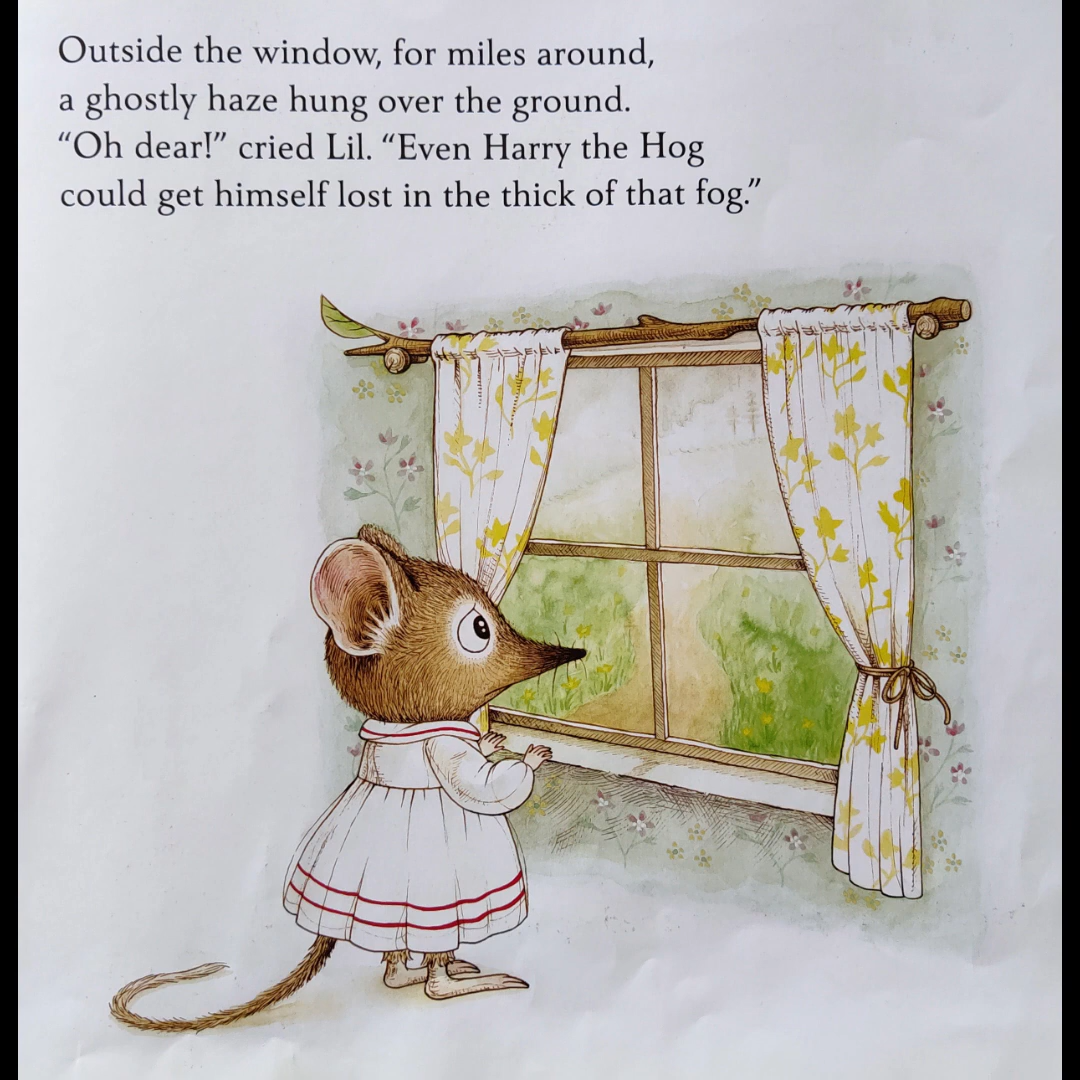 Outside the window, for miles around,
a ghostly haze hung over the ground.
“Oh dear!” cried Lil. “Even Harry the Hog
could get himself lost in the thick of that fog.”